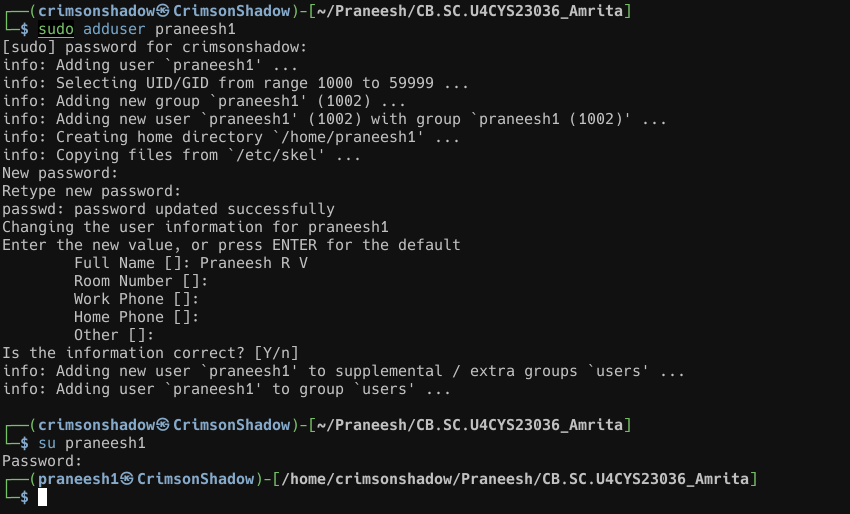 ┌──(crimsonshadow㉿CrimsonShadow)-[~/Praneesh/CB.SC.U4CYS23036_Amrita]
└─$ sudo adduser praneesh1
[sudo] password for crimsonshadow:
info: Adding user `praneesh1' ...
info: Selecting UID/GID from range 1000 to 59999 ...
info: Adding new group `praneesh1' (1002) ...
info: Adding new user `praneesh1' (1002) with group `praneesh1 (1002)' ...
info: Creating home directory `/home/praneesh1' ...
info: Copying files from `/etc/skel' ...
New password:
Retype new password:
passwd: password updated successfully
Changing the user information for praneesh1
Enter the new value, or press ENTER for the default
        Full Name []: Praneesh R V
        Room Number []:
        Work Phone []:
        Home Phone []:
        Other []:
Is the information correct? [Y/n]
info: Adding new user `praneesh1' to supplemental / extra groups `users' ...
info: Adding user `praneesh1' to group `users' ...
┌──(crimsonshadow㉿CrimsonShadow)-[~/Praneesh/CB.SC.U4CYS23036_Amrita]
└─$ su praneesh1
Password:
┌──(praneesh1㉿CrimsonShadow)-[/home/crimsonshadow/Praneesh/CB.SC.U4CYS23036_Amrita]
└─$